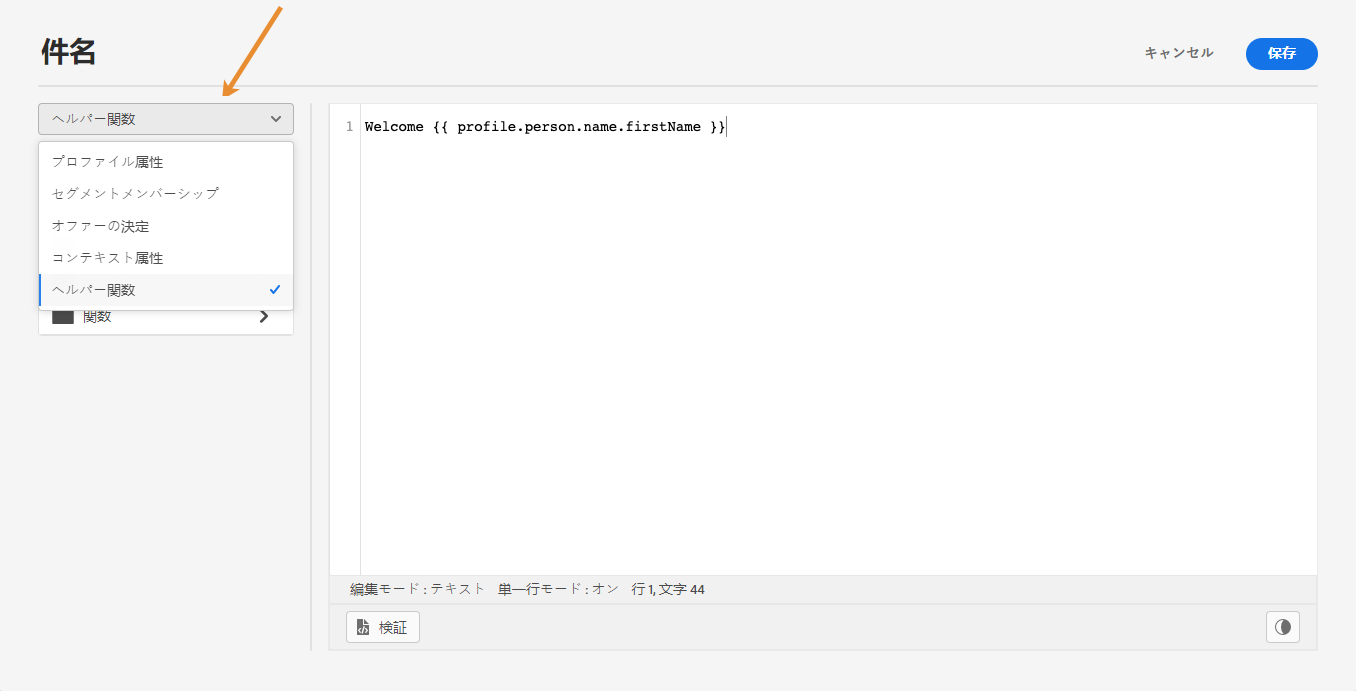 件名
キャンセル
保存
ヘルパー関数
プロファイル属性
セグメントメンバーシップ
オファーの決定
コンテキスト属性
ヘルパー関数
関数
1 Welcome {{ profile.person.name.firstName }}
編集モード : テキスト 単一行モード : オン 行 1, 文字 44
検証